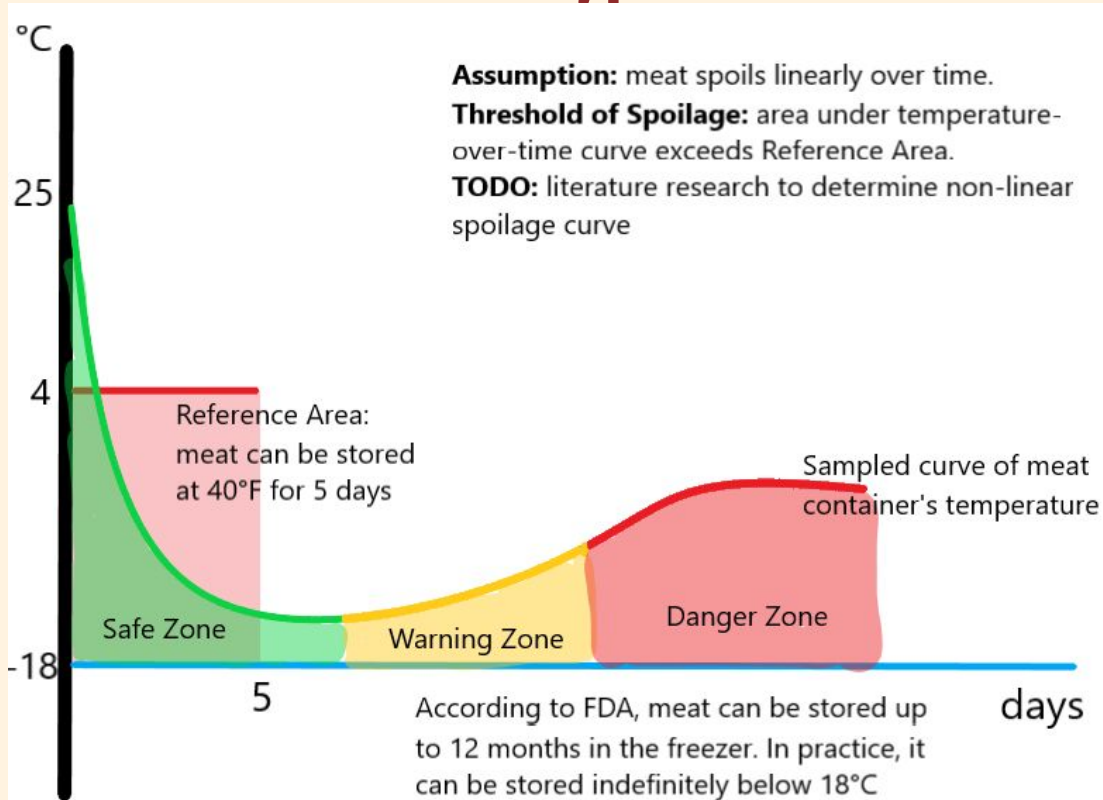 °C
Assumption: meat spoils linearly over time.
Threshold of Spoilage: area under temperature-
over-time curve exceeds Reference Area.
TODO: literature research to determine non-linear
spoilage curve
25
4
Reference Area:
meat can be stored
at 40°F for 5 days
Sampled curve of meat
container's temperature
Safe Zone
Warning Zone
Danger Zone
-18
5
days
According to FDA, meat can be stored up
to 12 months in the freezer. In practice, it
can be stored indefinitely below 18°C